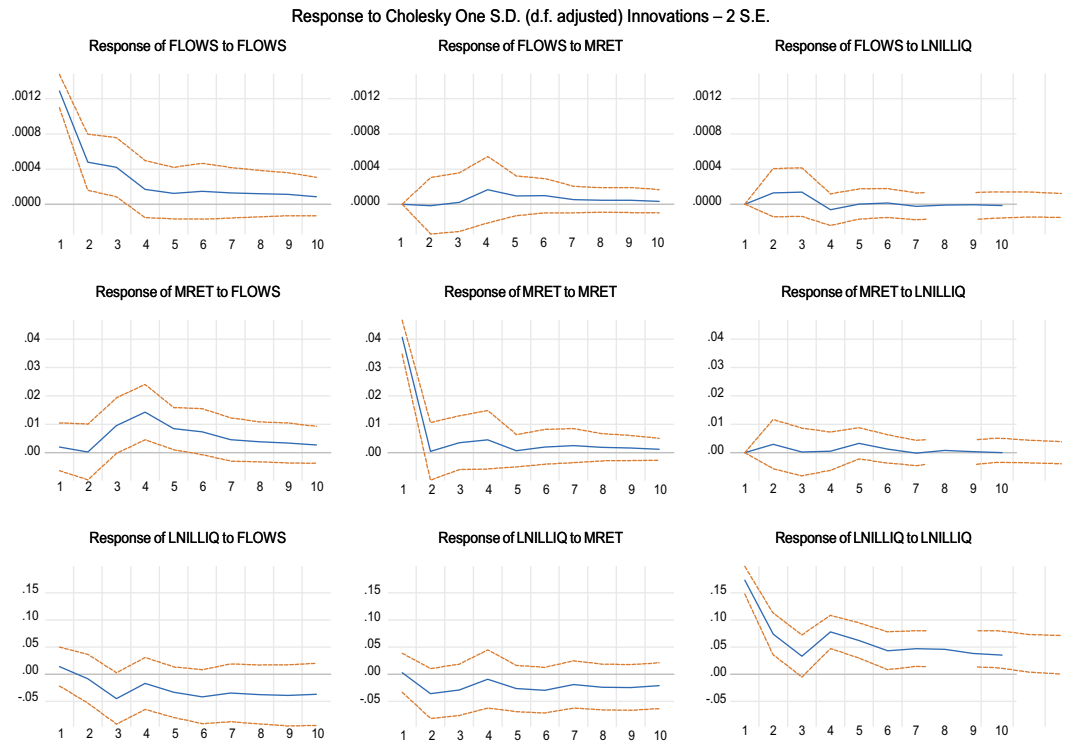 Response to Cholesky One S.D. (d.f. adjusted) Innovations – 2 S.E.
Response of FLOWS to FLOWS
.0012
.0008
.0004
.0000
1 2 3 4 5 6 7 8 9 10
Response of FLOWS to MRET
.0012
.0008
.0004
.0000
1 2 3 4 5 6 7 8 9 10
Response of FLOWS to LNILLIQ
.0012
.0008
.0004
.0000
1 2 3 4 5 6 7 8 9 10
Response of MRET to FLOWS
.04
.03
.02
.01
.00
1 2 3 4 5 6 7 8 9 10
Response of MRET to MRET
.04
.03
.02
.01
.00
1 2 3 4 5 6 7 8 9 10
Response of MRET to LNILLIQ
.04
.03
.02
.01
.00
1 2 3 4 5 6 7 8 9 10
Response of LNILLIQ to FLOWS
.15
.10
.05
.00
-.05
1 2 3 4 5 6 7 8 9 10
Response of LNILLIQ to MRET
.15
.10
.05
.00
-.05
1 2 3 4 5 6 7 8 9 10
Response of LNILLIQ to LNILLIQ
.15
.10
.05
.00
-.05
1 2 3 4 5 6 7 8 9 10